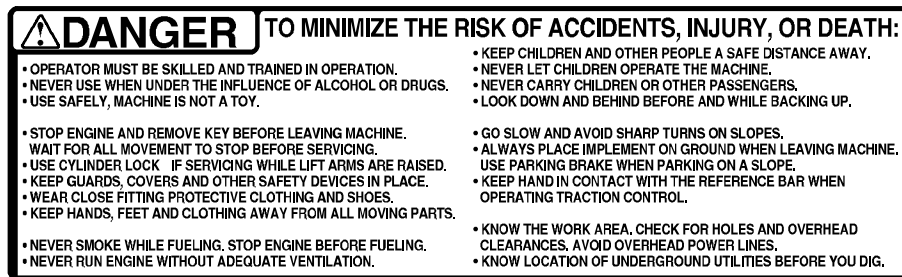 DANGER TO MINIMIZE THE RISK OF ACCIDENTS, INJURY, OR DEATH:
• OPERATOR MUST BE SKILLED AND TRAINED IN OPERATION.
• NEVER USE WHEN UNDER THE INFLUENCE OF ALCOHOL OR DRUGS.
• USE SAFELY, MACHINE IS NOT A TOY.
• STOP ENGINE AND REMOVE KEY BEFORE LEAVING MACHINE.
WAIT FOR ALL MOVEMENT TO STOP BEFORE SERVICING.
• USE CYLINDER LOCK IF SERVICING WHILE LIFT ARMS ARE RAISED.
• KEEP GUARDS, COVERS AND OTHER SAFETY DEVICES IN PLACE.
• WEAR CLOSE FITTING PROTECTIVE CLOTHING AND SHOES.
• KEEP HANDS, FEET AND CLOTHING AWAY FROM ALL MOVING PARTS.
• NEVER SMOKE WHILE FUELING. STOP ENGINE BEFORE FUELING.
• NEVER RUN ENGINE WITHOUT ADEQUATE VENTILATION.
• KEEP CHILDREN AND OTHER PEOPLE A SAFE DISTANCE AWAY.
• NEVER LET CHILDREN OPERATE THE MACHINE.
• NEVER CARRY CHILDREN OR OTHER PASSENGERS.
• LOOK DOWN AND BEHIND BEFORE AND WHILE BACKING UP.
• GO SLOW AND AVOID SHARP TURNS ON SLOPES.
• ALWAYS PLACE IMPLEMENT ON GROUND WHEN LEAVING MACHINE.
USE PARKING BRAKE WHEN PARKING ON A SLOPE.
• KEEP HAND IN CONTACT WITH THE REFERENCE BAR WHEN
OPERATING TRACTION CONTROL.
• KNOW THE WORK AREA. CHECK FOR HOLES AND OVERHEAD
CLEARANCES. AVOID OVERHEAD POWER LINES.
• KNOW LOCATION OF UNDERGROUND UTILITIES BEFORE YOU DIG.